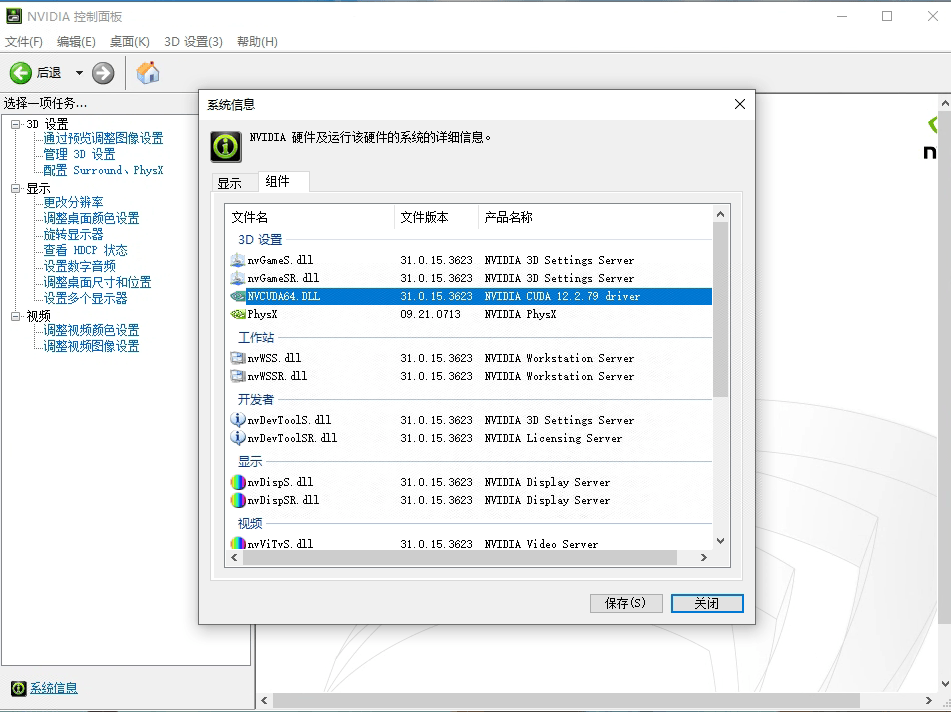 NVIDIA 控制面板
文件(F) 编辑(E) 桌面(K) 3D 设置(3) 帮助(H)
后退
选择一项任务...
3D 设置
通过预览调整图像设置
管理 3D 设置
配置 Surround、PhysX
显示
更改分辨率
调整桌面颜色设置
旋转显示器
查看 HDCP 状态
设置数字音频
调整桌面尺寸和位置
设置多个显示器
视频
调整视频颜色设置
调整视频图像设置
系统信息
n
系统信息
NVIDIA 硬件及运行该硬件的系统的详细信息。
显示 组件
文件名 文件版本 产品名称
3D 设置
nvGameS.dll 31.0.15.3623 NVIDIA 3D Settings Server
nvGameSR.dll 31.0.15.3623 NVIDIA 3D Settings Server
NVCUDA64.DLL 31.0.15.3623 NVIDIA CUDA 12.2.79 driver
PhysX 09.21.0713 NVIDIA PhysX
工作站
nvWSS.dll 31.0.15.3623 NVIDIA Workstation Server
nvWSSR.dll 31.0.15.3623 NVIDIA Workstation Server
开发者
nvDevToolS.dll 31.0.15.3623 NVIDIA 3D Settings Server
nvDevToolSR.dll 31.0.15.3623 NVIDIA Licensing Server
显示
nvDispS.dll 31.0.15.3623 NVIDIA Display Server
nvDispSR.dll 31.0.15.3623 NVIDIA Display Server
视频
nvViTvS.dll 31.0.15.3623 NVIDIA Video Server
保存(S) 关闭